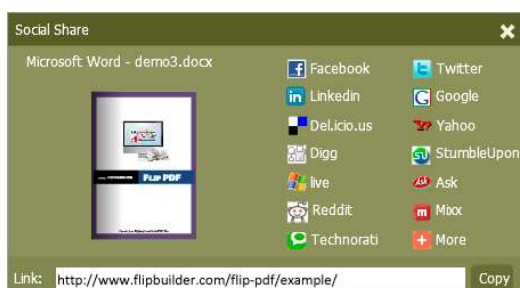 Social Share
Microsoft Word - demo3.docx
FLIP PDF
Facebook
Twitter
Linkedin
Google
Del.icio.us
Yahoo
Digg
StumbleUpon
live
Ask
Reddit
Mixx
Technorati
More
Link: http://www.flipbuilder.com/flip-pdf/example/ Copy